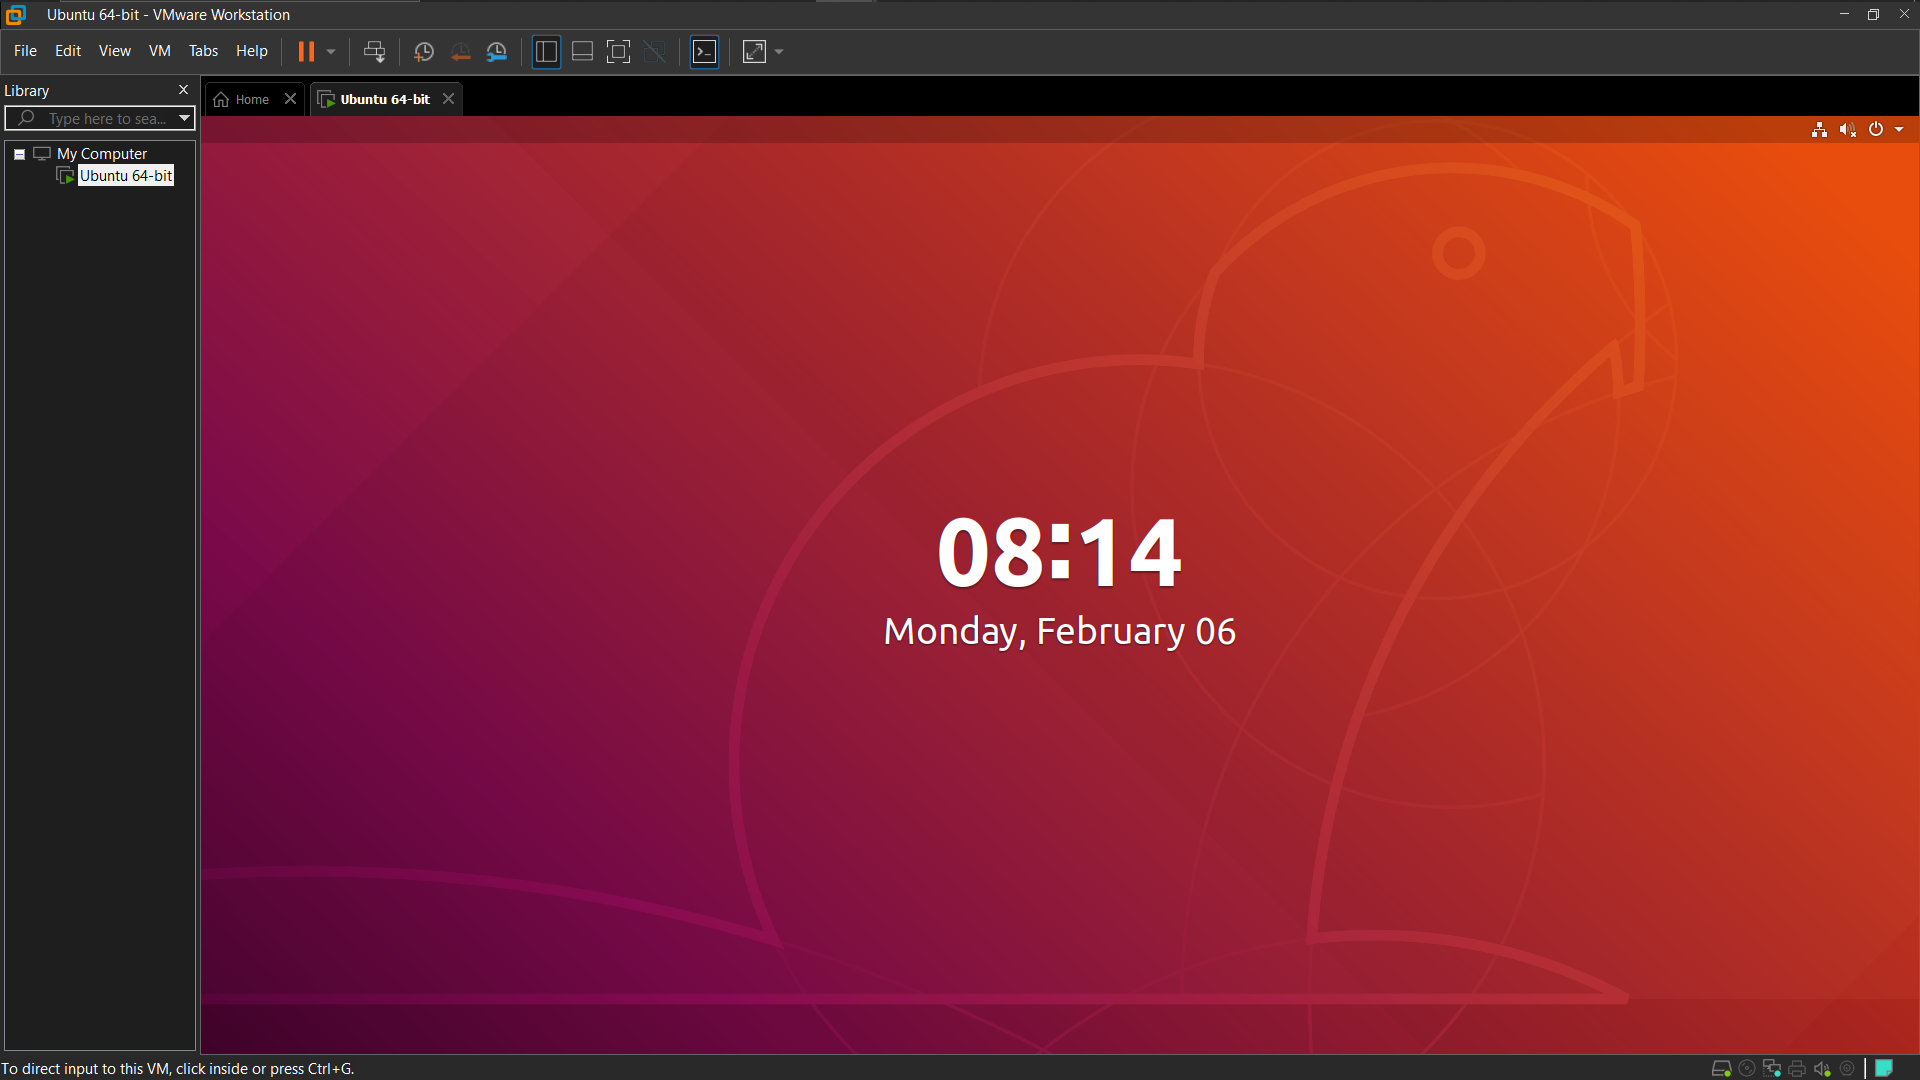 Ubuntu 64-bit - VMware Workstation
File Edit View VM Tabs Help
Library
Type here to sea...
My Computer
Ubuntu 64-bit
Home
Ubuntu 64-bit
08:14
Monday, February 06
To direct input to this VM, click inside or press Ctrl+G.